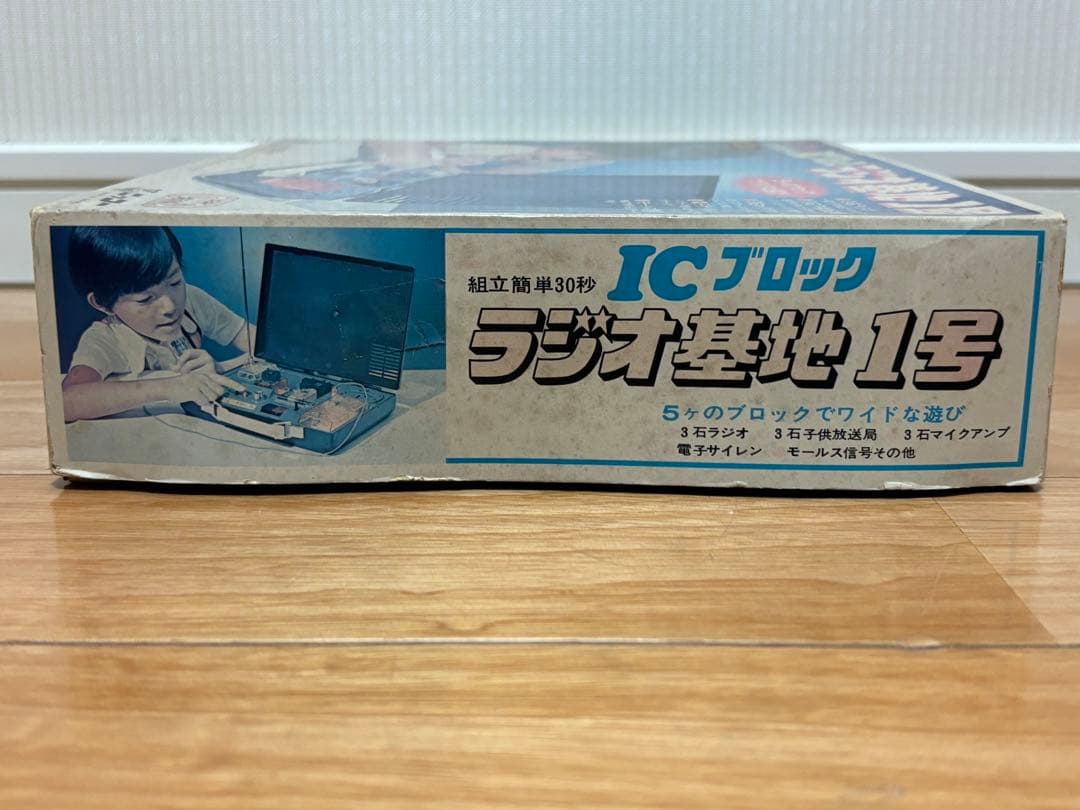 組立簡単30秒 ICブロック
ラジオ基地1号
5ヶのブロックでワイドな遊び
3石ラジオ 3石子供放送局 3石マイクアンプ
電子サイレン モールス信号その他